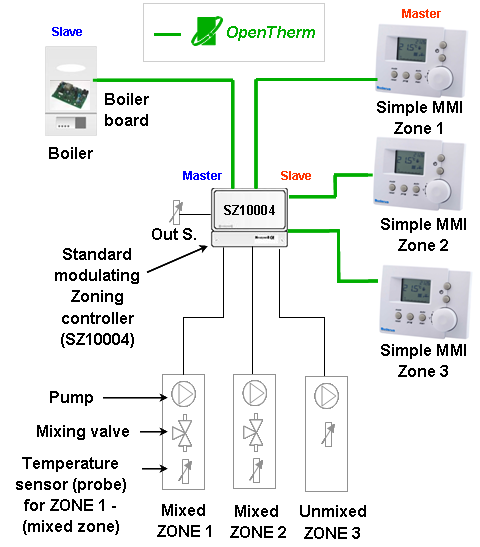 Slave
OpenTherm
Master
Boiler
board
Boiler
Simple MMI
Zone 1
Master
Slave
SZ10004
Out S.
Simple MMI
Zone 2
Standard
modulating
Zoning
controller
(SZ10004)
Simple MMI
Zone 3
Pump
Mixing valve
Temperature
sensor (probe)
for ZONE 1 -
(mixed zone)
Mixed
ZONE 1
Mixed
ZONE 2
Unmixed
ZONE 3